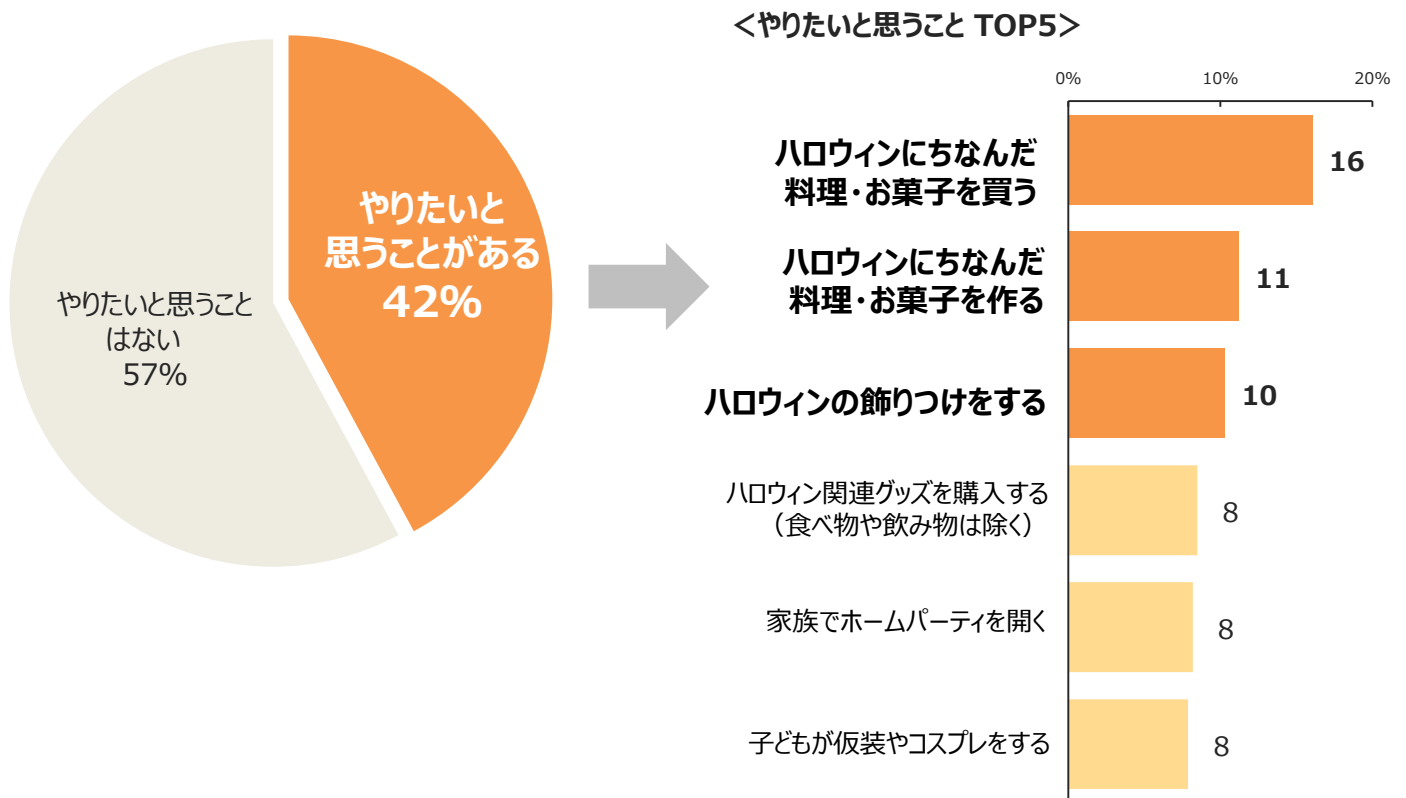 やりたいと
思うことがある
42%
やりたいと思うこと
はない
57%
＜やりたいと思うこと TOP5＞
0% 10% 20%
ハロウィンにちなんだ
料理・お菓子を買う
16
ハロウィンにちなんだ
料理・お菓子を作る
11
ハロウィンの飾りつけをする
10
ハロウィン関連グッズを購入する
（食べ物や飲み物は除く）
8
家族でホームパーティを開く
8
子どもが仮装やコスプレをする
8